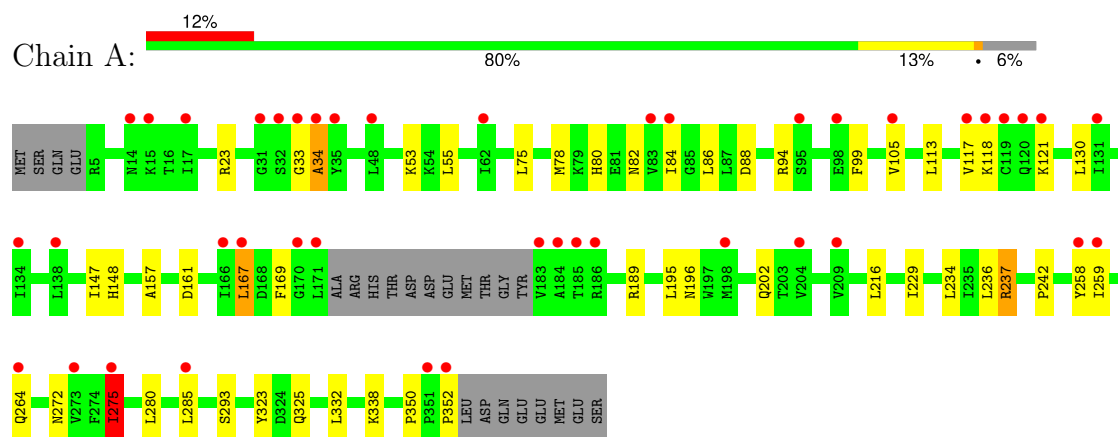 12%
Chain A:
80% 13% • 6%
MET SER GLN GLU R5 N14 K15 T16 I17 R23 G31 S32 G33 A34 Y35 L48 K53 K54 L55 I62 L75 M78 K79 H80 E81 N82 V83 I84 G85 L86 L87 D88 R94 S95 E98 F99 V105 L113 V117 K118 C119 Q120 K121 L130 I131
I134 L138 I147 H148 A157 D161 I166 L167 D168 F169 G170 L171 ALA ARG HIS THR ASP ASP GLU MET THR GLY TYR V183 A184 T185 R186 R189 L195 N196 W197 M198 Q202 T203 V204 V209 L216 I229 L234 I235 L236 R237 P242 Y258 I259
Q264 N272 V273 F274 I275 L280 L285 S293 Y323 D324 Q325 L332 K338 P350 P351 P352 LEU ASP GLN GLU GLU MET GLU SER